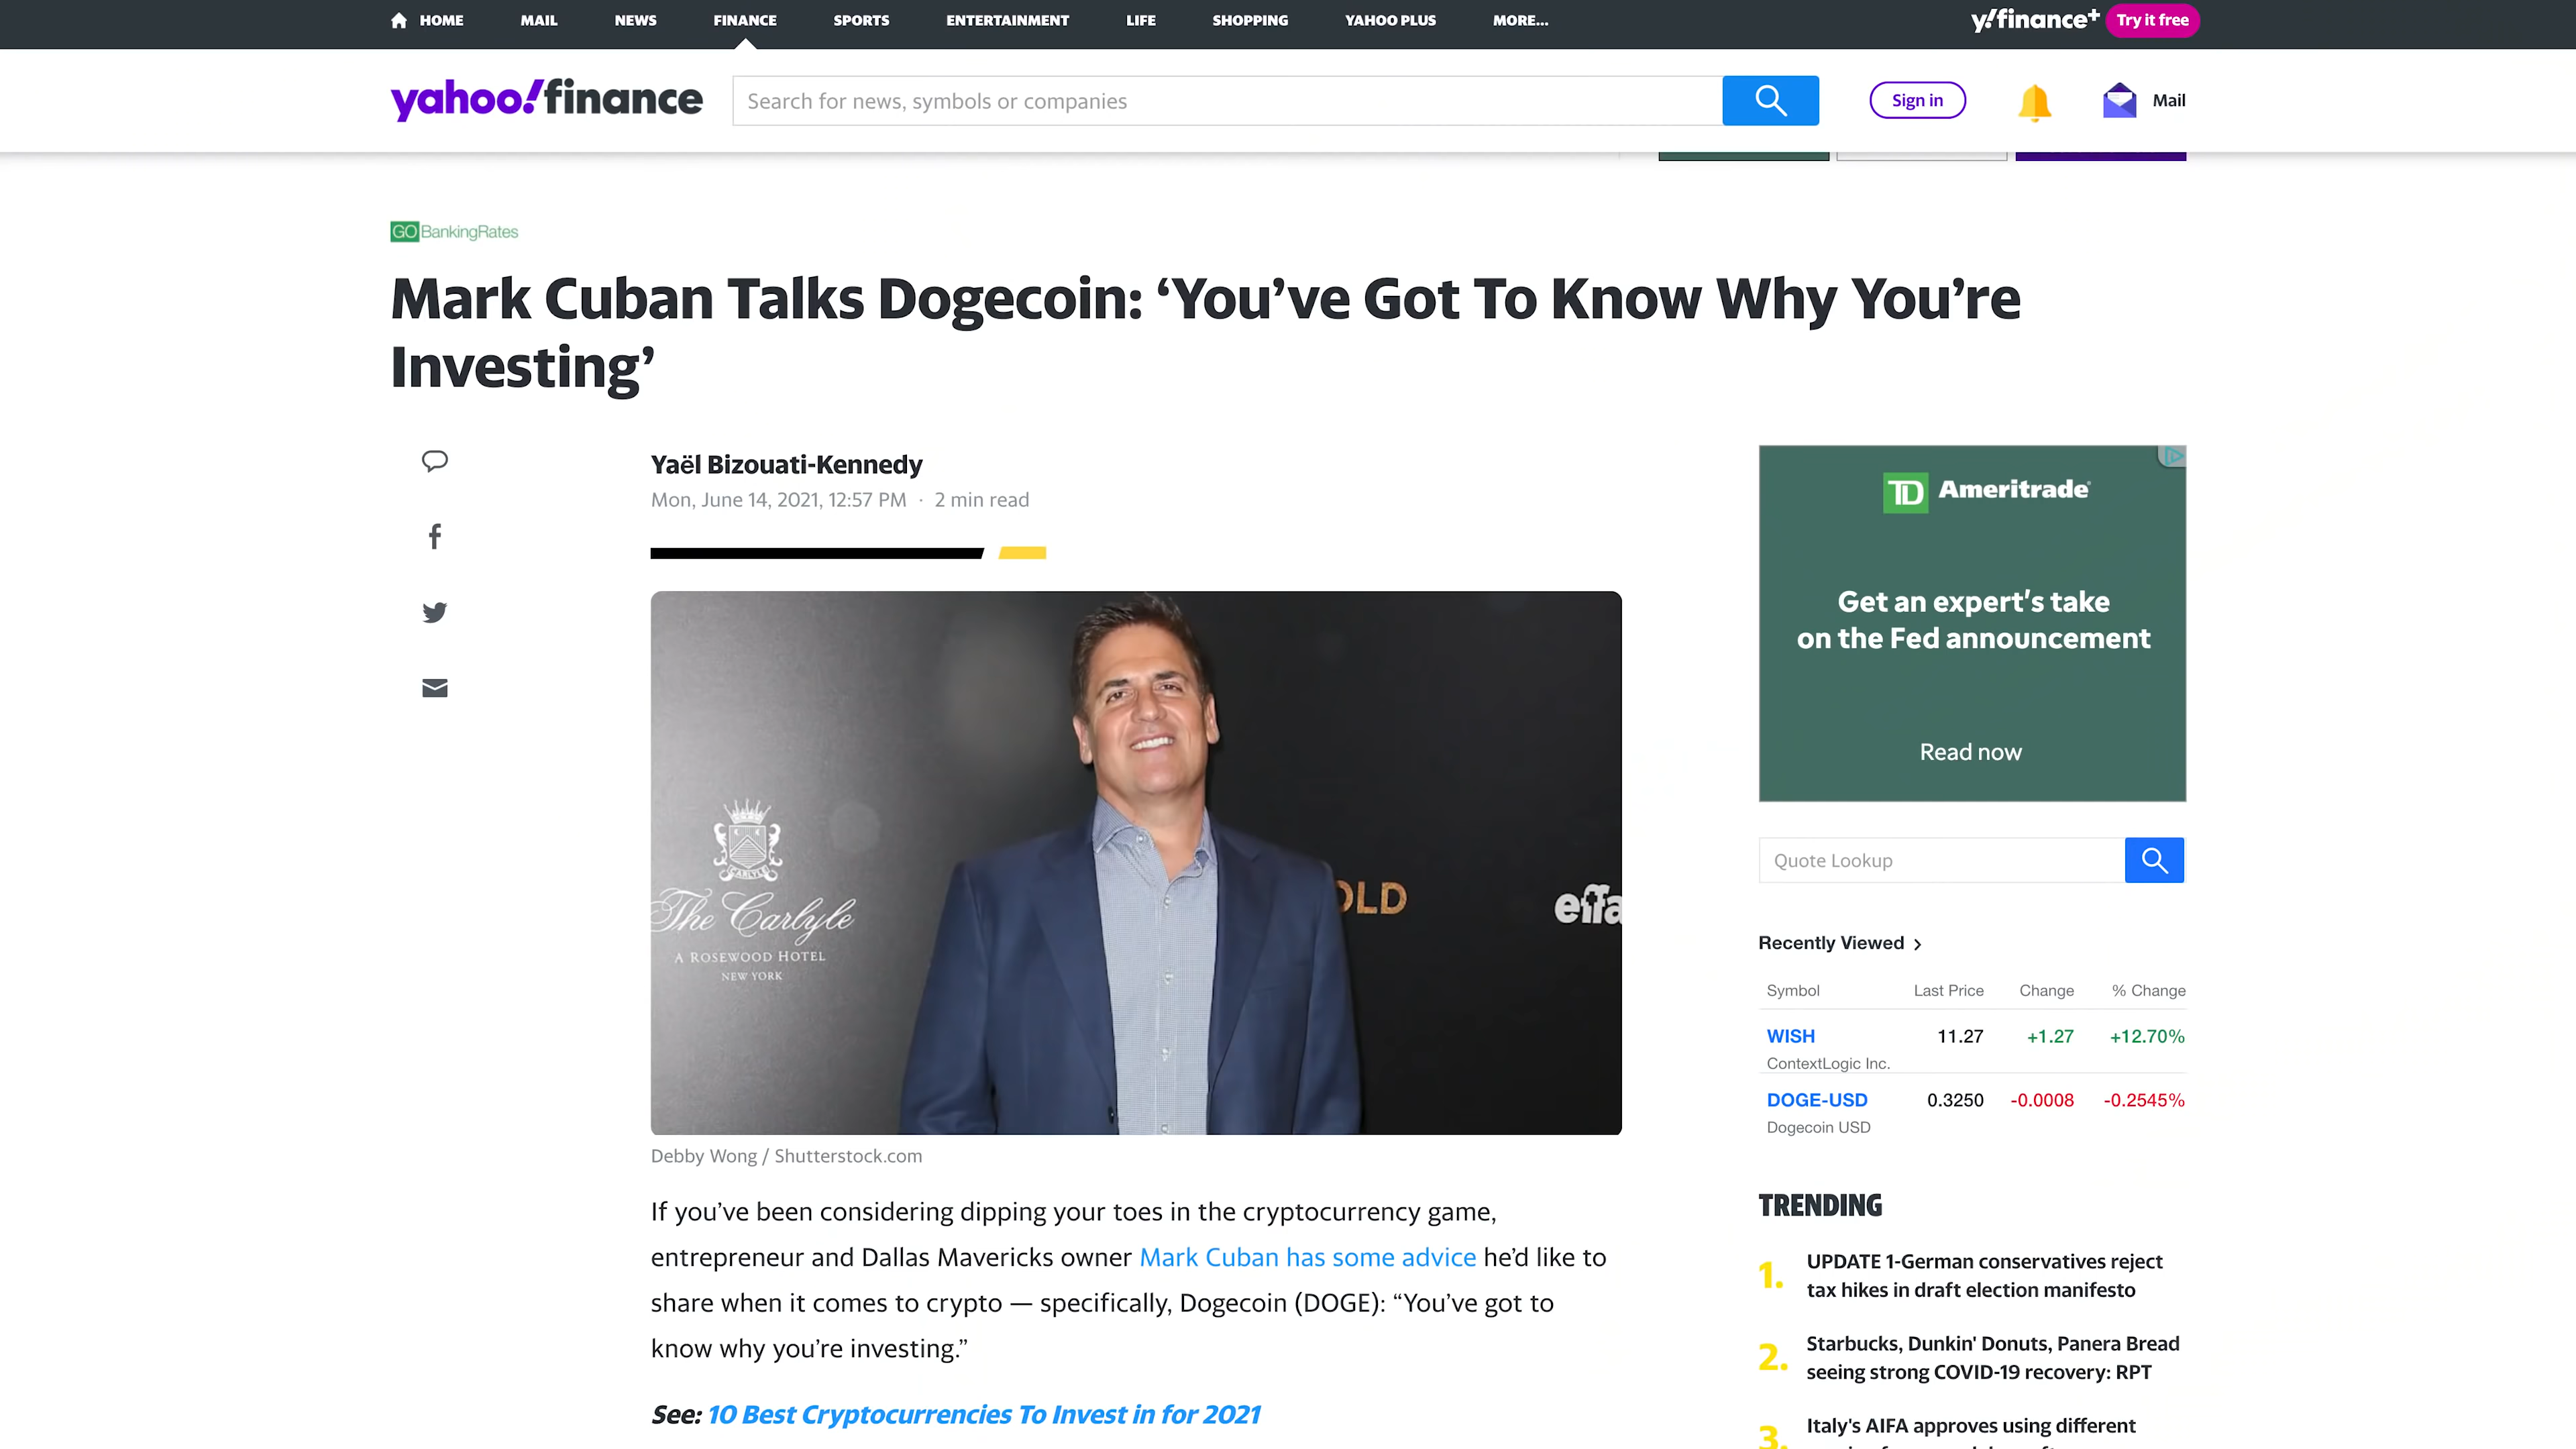 HOME MAIL NEWS FINANCE SPORTS ENTERTAINMENT LIFE SHOPPING YAHOO PLUS MORE... y!finance+ Try it free
yahoo!finance Search for news, symbols or companies Sign in Mail
GOBankingRates
Mark Cuban Talks Dogecoin: ‘You’ve Got To Know Why You’re
Investing’
Yaël Bizouati-Kennedy
Mon, June 14, 2021, 12:57 PM · 2 min read
CARLYLE
The Carlyle
A ROSEWOOD HOTEL
NEW YORK
OLD
effa
Debby Wong / Shutterstock.com
If you’ve been considering dipping your toes in the cryptocurrency game,
entrepreneur and Dallas Mavericks owner Mark Cuban has some advice he’d like to
share when it comes to crypto — specifically, Dogecoin (DOGE): “You’ve got to
know why you’re investing.”
See: 10 Best Cryptocurrencies To Invest in for 2021
TD Ameritrade
Get an expert's take
on the Fed announcement
Read now
Quote Lookup
Recently Viewed >
Symbol Last Price Change % Change
WISH 11.27 +1.27 +12.70%
ContextLogic Inc.
DOGE-USD 0.3250 -0.0008 -0.2545%
Dogecoin USD
TRENDING
1. UPDATE 1-German conservatives reject
tax hikes in draft election manifesto
2. Starbucks, Dunkin' Donuts, Panera Bread
seeing strong COVID-19 recovery: RPT
3. Italy's AIFA approves using different